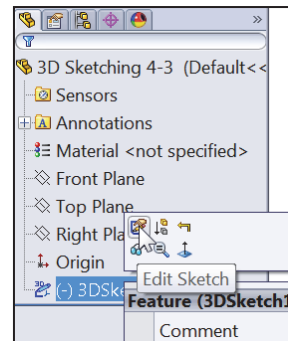 »
3D Sketching 4-3 (Default<<
Sensors
A Annotations
Material <not specified>
Front Plane
Top Plane
Right Pla
Origin
Edit Sketch
3D (-) 3DSke
Feature (3DSketch1
Comment